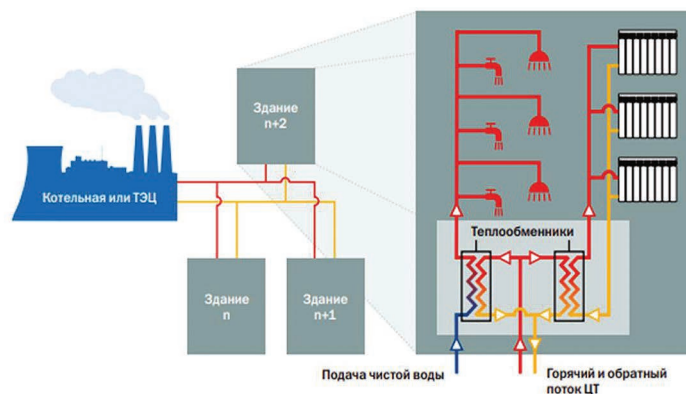 Котельная или ТЭЦ
Здание
n+2
Здание
n
Здание
n+1
Теплообменники
Подача чистой воды
Горячий и обратный
поток ЦТ